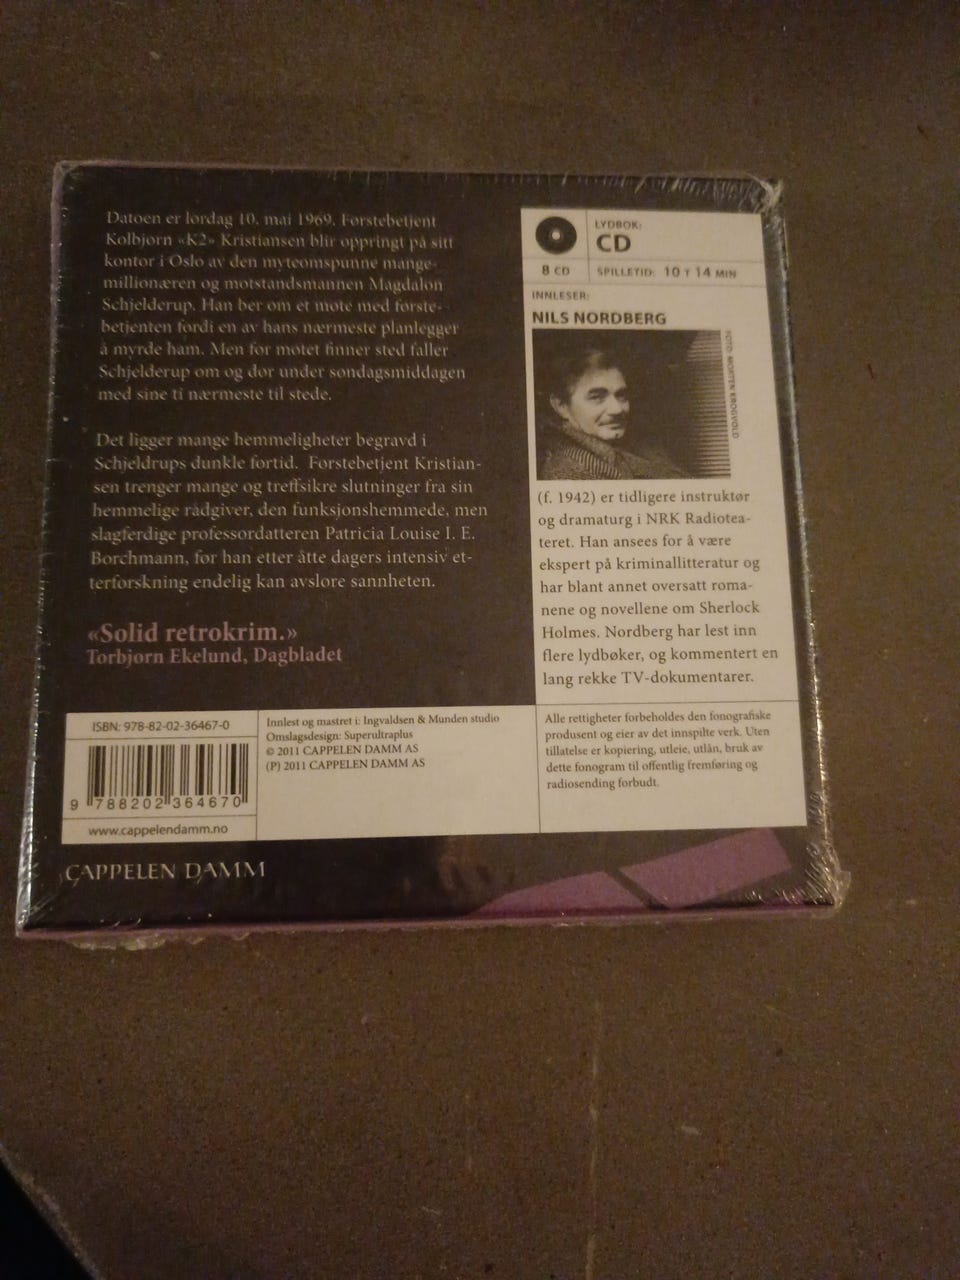 Datoen er lørdag 10. mai 1969. Førstebetjent
Kolbjørn «K2» Kristiansen blir oppringt på sitt
kontor i Oslo av den myteomspunne mange-
millionæren og motstandsmannen Magdalon
Schjelderup. Han ber om et møte med første-
betjenten fordi en av hans nærmeste planlegger
å myrde ham. Men før møtet finner sted faller
Schjelderup om og dør under søndagsmiddagen
med sine ti nærmeste til stede.
Det ligger mange hemmeligheter begravd i
Schjeldrups dunkle fortid. Førstebetjent Kristian-
sen trenger mange og treffsikre slutninger fra sin
hemmelige rådgiver, den funksjonshemmede, men
slagferdige professordatteren Patricia Louise I. E.
Borchmann, før han etter åtte dagers intensiv et-
terforskning endelig kan avsløre sannheten.
«Solid retrokrim.»
Torbjørn Ekelund, Dagbladet
LYDBOK:
CD
8 CD
SPILLETID: 10 T 14 MIN
INNLESER:
NILS NORDBERG
FOTO: MORTEN KROGVOLD
(f. 1942) er tidligere instruktør
og dramaturg i NRK Radiotea-
teret. Han ansees for å være
ekspert på kriminallitteratur og
har blant annet oversatt roma-
nene og novellene om Sherlock
Holmes. Nordberg har lest inn
flere lydbøker, og kommentert en
lang rekke TV-dokumentarer.
ISBN: 978-82-02-36467-0
9 788202 364670
www.cappelendamm.no
Innlest og mastret i: Ingvaldsen & Munden studio
Omslagsdesign: Superultraplus
© 2011 CAPPELEN DAMM AS
(P) 2011 CAPPELEN DAMM AS
Alle rettigheter forbeholdes den fonografiske
produsent og eier av det innspilte verk. Uten
tillatelse er kopiering, utleie, utlån, bruk av
dette fonogram til offentlig fremføring og
radiosending forbudt.
CAPPELEN DAMM